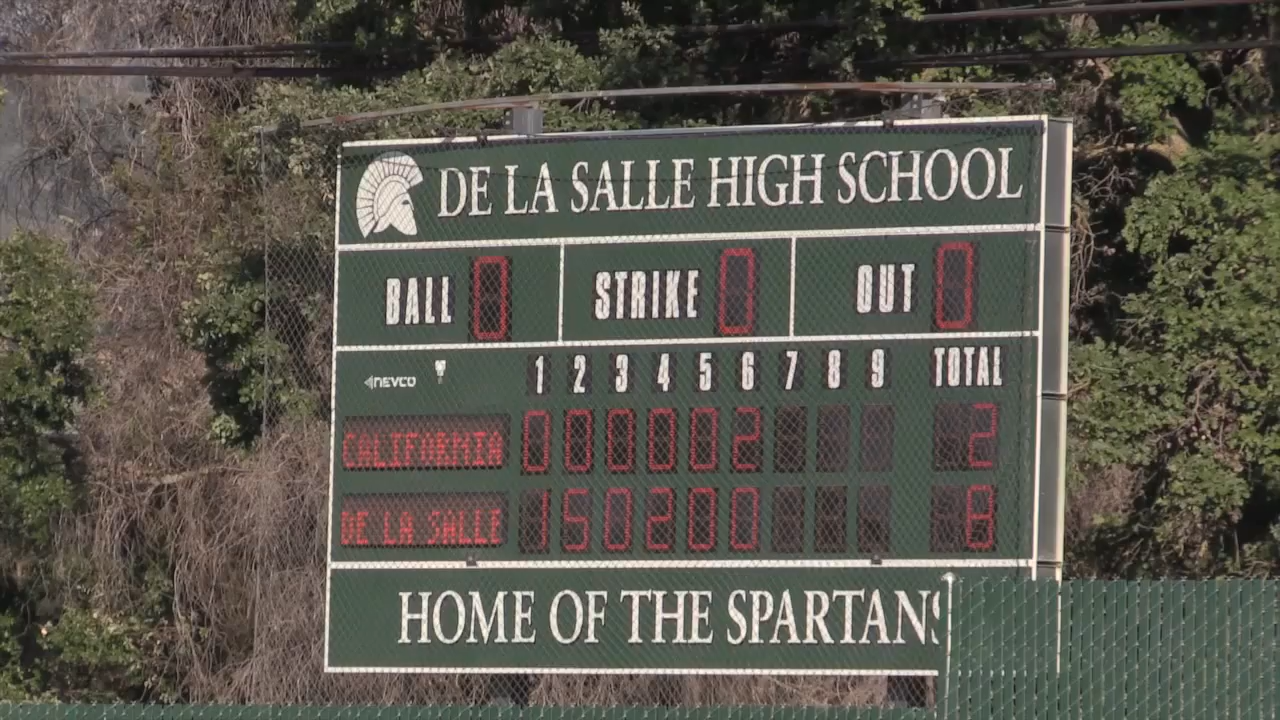 DE LA SALLE HIGH SCHOOL
BALL 0 STRIKE 0 OUT 0
NEVCO 1 2 3 4 5 6 7 8 9 TOTAL
CALIFORNIA 0 0 0 0 0 2 2
DE LA SALLE 1 5 0 2 0 0 8
HOME OF THE SPARTANS